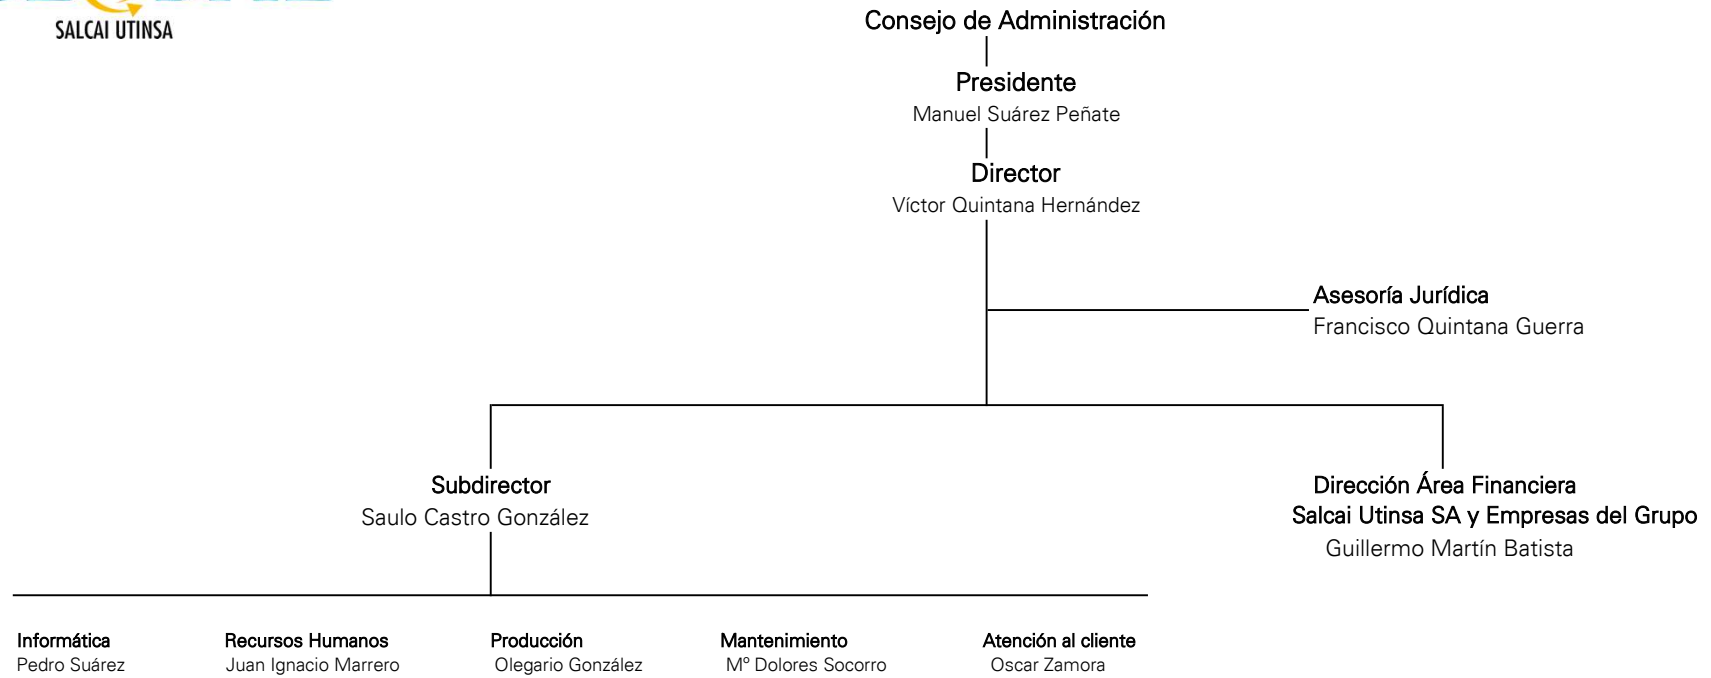 SALCAI UTINSA
Consejo de Administración
Presidente
Manuel Suárez Peñate
Director
Víctor Quintana Hernández
Asesoría Jurídica
Francisco Quintana Guerra
Subdirector
Saulo Castro González
Dirección Área Financiera
Salcai Utinsa SA y Empresas del Grupo
Guillermo Martín Batista
Informática
Pedro Suárez
Recursos Humanos
Juan Ignacio Marrero
Producción
Olegario González
Mantenimiento
Mº Dolores Socorro
Atención al cliente
Oscar Zamora